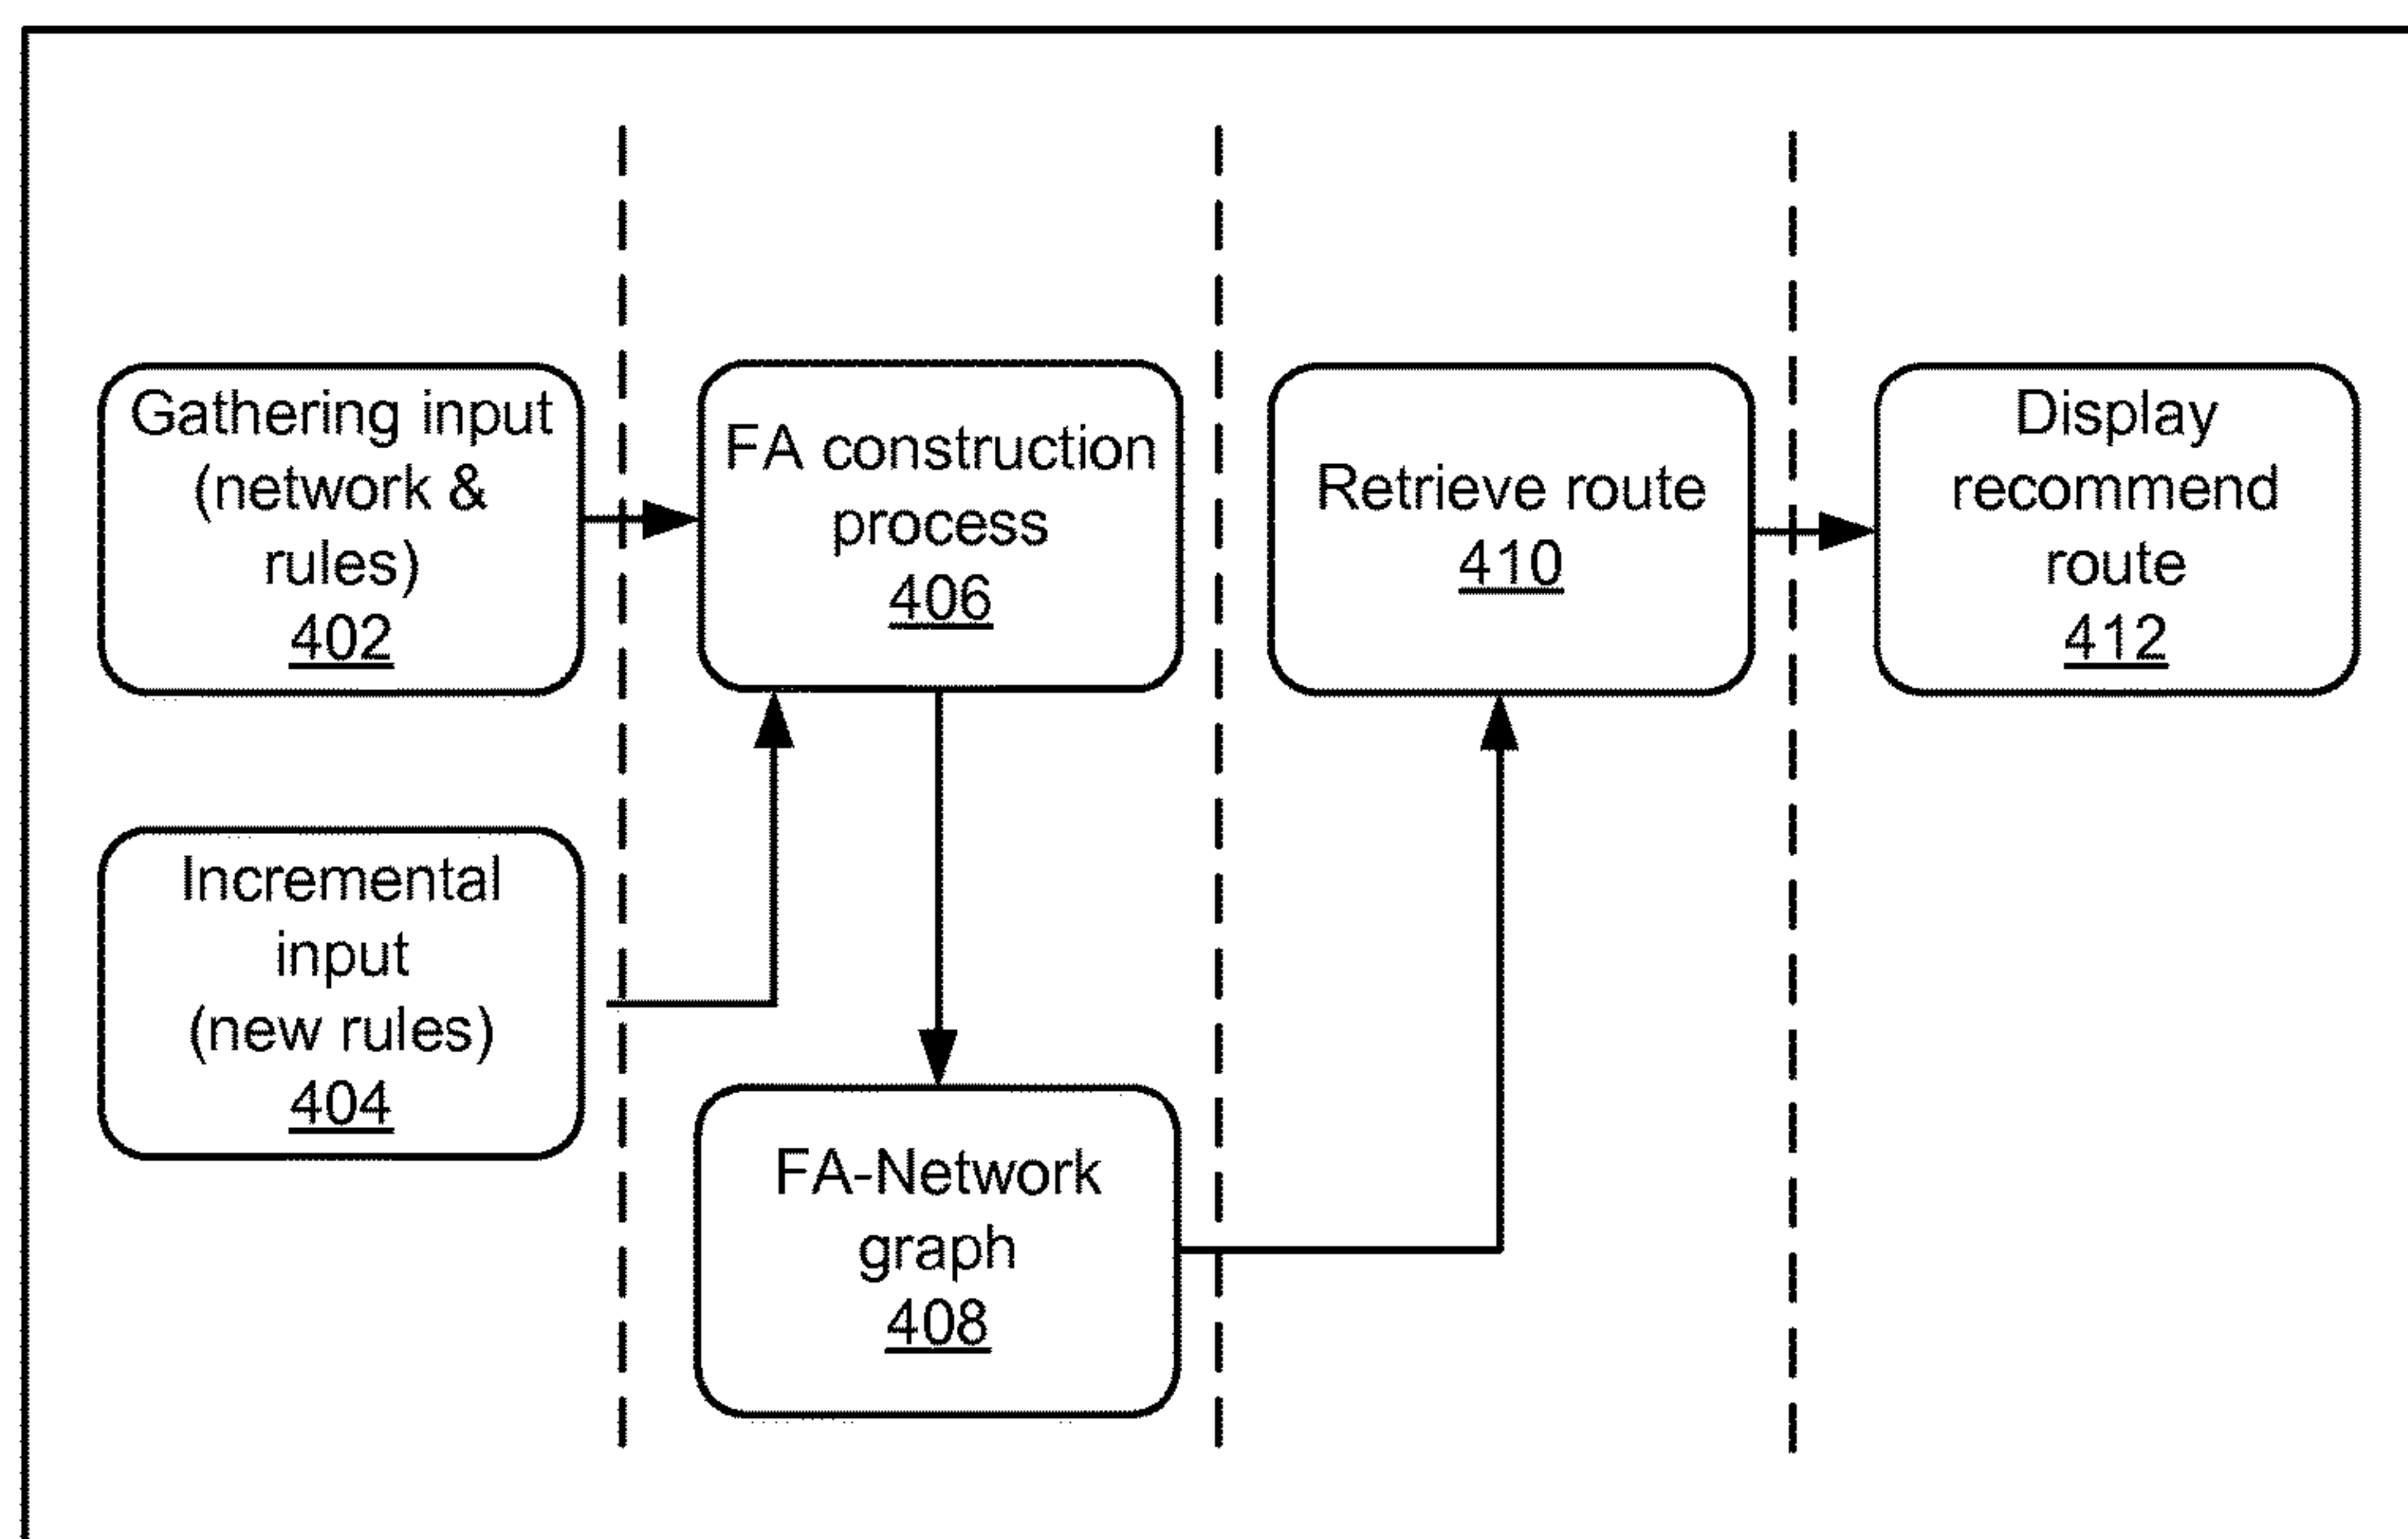 Gathering input
(network &
rules)
402
Incremental
input
(new rules)
404
FA construction
process
406
FA-Network
graph
408
Retrieve route
410
Display
recommend
route
412